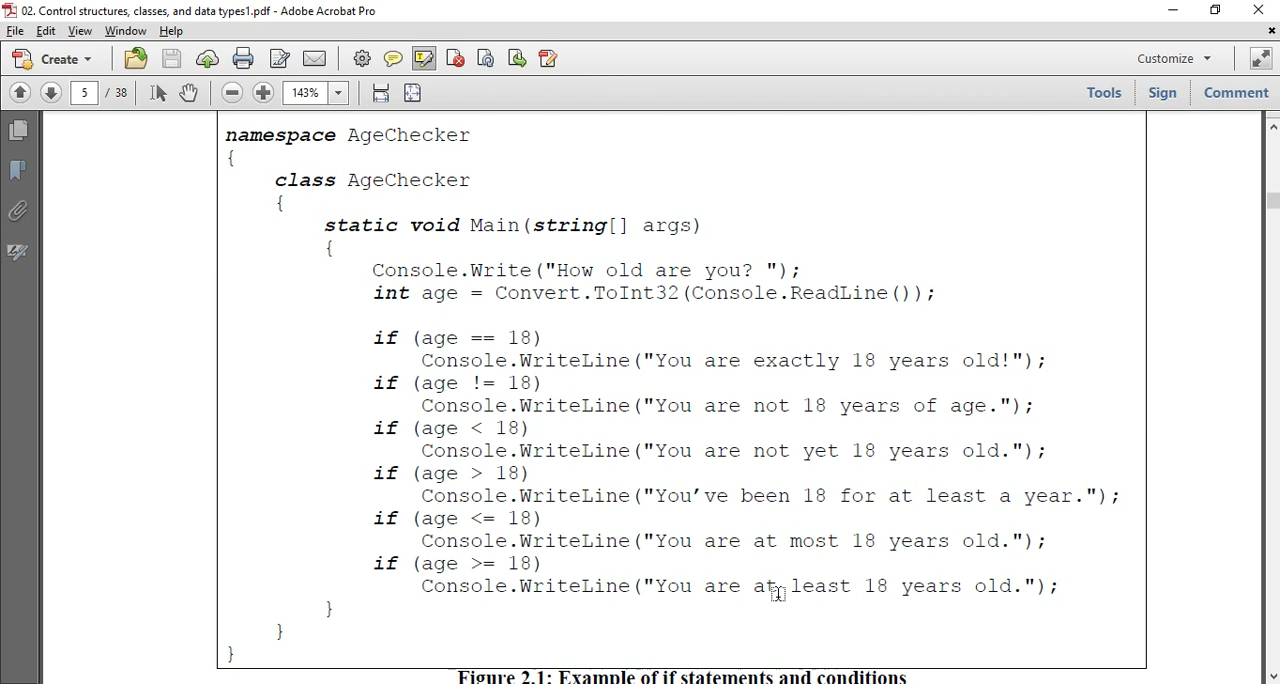 02. Control structures, classes, and data types1.pdf - Adobe Acrobat Pro
File Edit View Window Help
Create Customize
5 / 38 143% Tools Sign Comment
namespace AgeChecker
{
class AgeChecker
{
static void Main(string[] args)
{
Console.Write("How old are you? ");
int age = Convert.ToInt32(Console.ReadLine());
if (age == 18)
Console.WriteLine("You are exactly 18 years old!");
if (age != 18)
Console.WriteLine("You are not 18 years of age.");
if (age < 18)
Console.WriteLine("You are not yet 18 years old.");
if (age > 18)
Console.WriteLine("You've been 18 for at least a year.");
if (age <= 18)
Console.WriteLine("You are at most 18 years old.");
if (age >= 18)
Console.WriteLine("You are at least 18 years old.");
}
}
}
Figure 2.1: Example of if statements and conditions